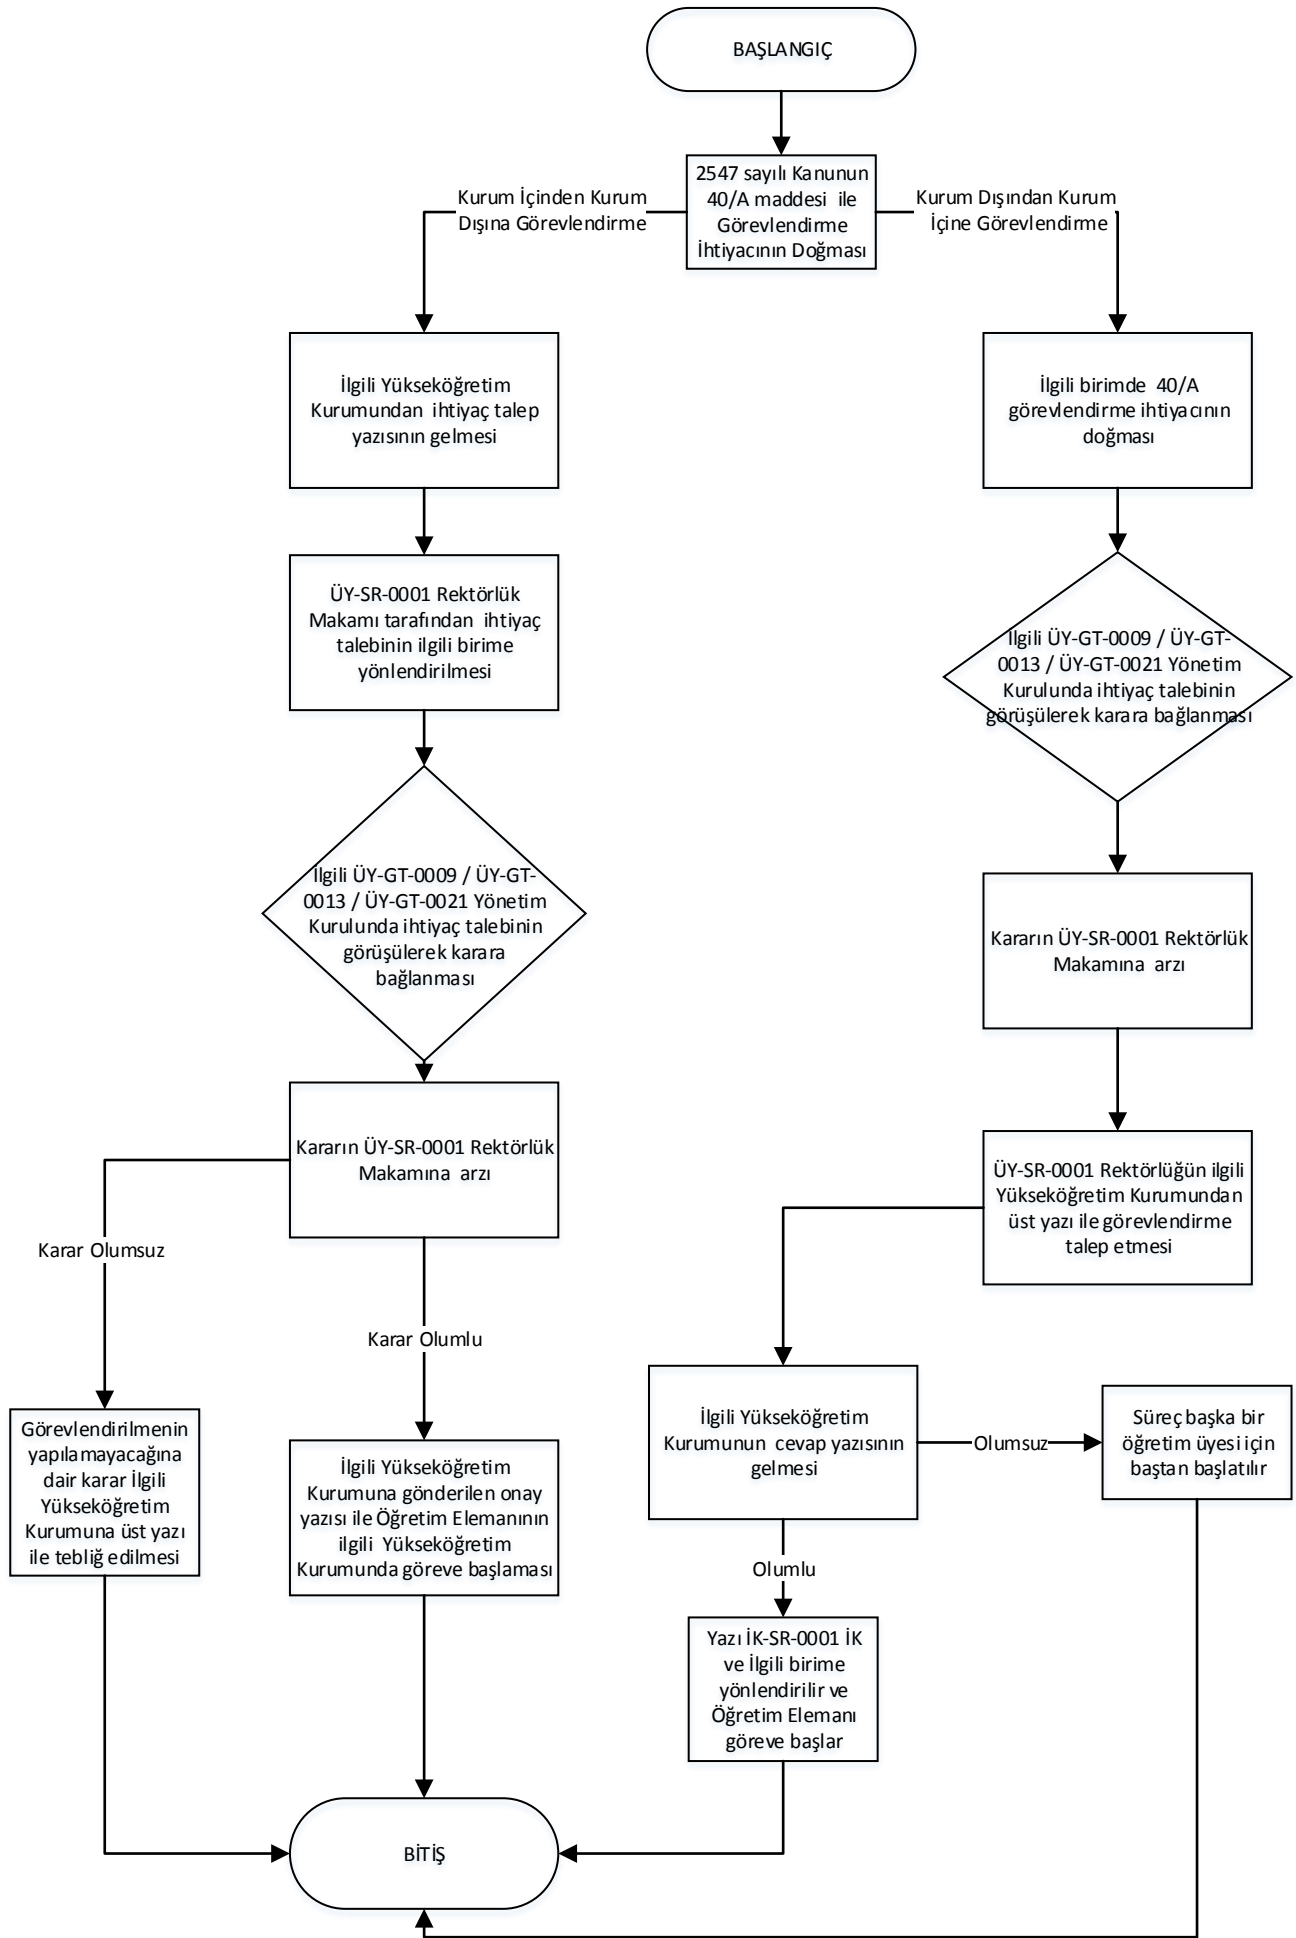 BAŞLANGIÇ
2547 sayılı Kanunun
40/A maddesi ile
Görevlendirme
İhtiyacının Doğması
Kurum İçinden Kurum
Dışına Görevlendirme
Kurum Dışından Kurum
İçine Görevlendirme
İlgili Yükseköğretim
Kurumundan ihtiyaç talep
yazısının gelmesi
İlgili birimde 40/A
görevlendirme ihtiyacının
doğması
ÜY-SR-0001 Rektörlük
Makamı tarafından ihtiyaç
talebinin ilgili birime
yönlendirilmesi
İlgili ÜY-GT-0009 / ÜY-GT-
0013 / ÜY-GT-0021 Yönetim
Kurulunda ihtiyaç talebinin
görüşülerek karara bağlanması
İlgili ÜY-GT-0009 / ÜY-GT-
0013 / ÜY-GT-0021 Yönetim
Kurulunda ihtiyaç talebinin
görüşülerek karara
bağlanması
Kararın ÜY-SR-0001 Rektörlük
Makamına arzı
Kararın ÜY-SR-0001 Rektörlük
Makamına arzı
ÜY-SR-0001 Rektörlüğün ilgili
Yükseköğretim Kurumundan
üst yazı ile görevlendirme
talep etmesi
Karar Olumsuz
Karar Olumlu
Görevlendirilmenin
yapılamayacağına
dair karar İlgili
Yükseköğretim
Kurumuna üst yazı
ile tebliğ edilmesi
İlgili Yükseköğretim
Kurumuna gönderilen onay
yazısı ile Öğretim Elemanının
ilgili Yükseköğretim
Kurumunda göreve başlaması
İlgili Yükseköğretim
Kurumunun cevap yazısının
gelmesi
Olumsuz
Süreç başka bir
öğretim üyesi için
baştan başlatılır
Olumlu
Yazı İK-SR-0001 İK
ve İlgili birime
yönlendirilir ve
Öğretim Elemanı
göreve başlar
BİTİŞ